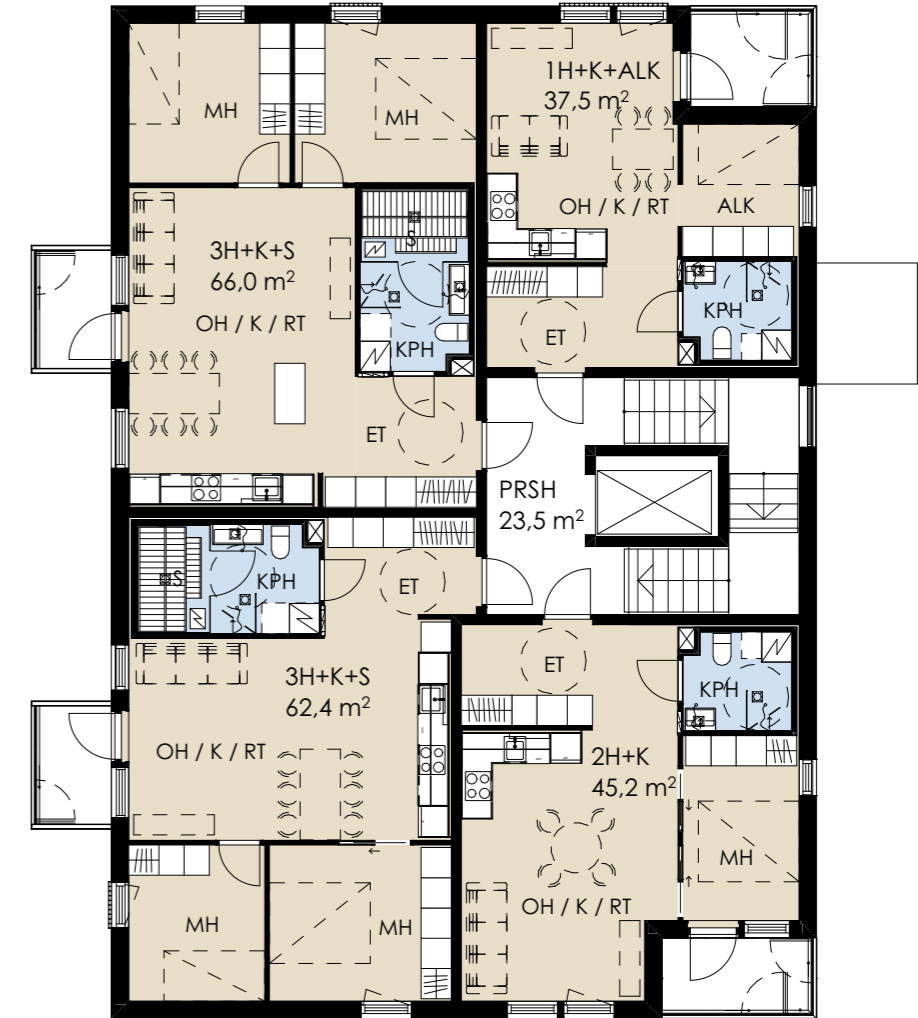 MH
MH
3H+K+S
66,0 m²
OH / K / RT
S
KPH
ET
1H+K+ALK
37,5 m²
OH / K / RT
ALK
KPH
ET
PRSH
23,5 m²
S
KPH
ET
3H+K+S
62,4 m²
OH / K / RT
MH
MH
ET
KPH
2H+K
45,2 m²
OH / K / RT
MH